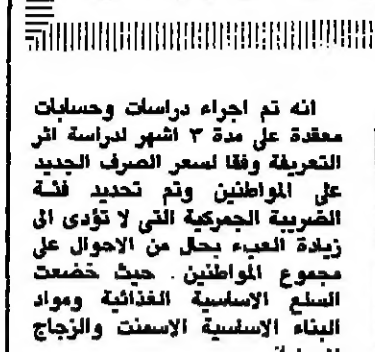 انه تم اجراء دراسات وحسابات
معقدة على مدة ٣ اشهر لدراسة اثر
التعريفة وفقا لسعر الصرف الجديد
على المواطنين وتم تحديد فئة
الضريبة الجمركية التى لا تؤدى الى
زيادة العبء بحال من الاحوال على
مجموع المواطنين . حيث خضعت
السلع الاساسية الغذائية ومواد
البناء الاساسية الاسمنت والزجاج